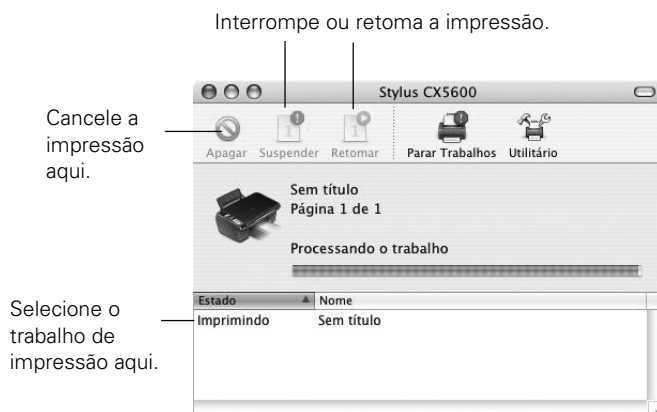 Interrompe ou retoma a impressão.
Stylus CX5600
Cancele a
impressão
aqui.
Apagar Suspender Retomar Parar Trabalhos Utilitário
Sem título
Página 1 de 1
Processando o trabalho
Estado Nome
Imprimindo Sem título
Selecione o
trabalho de
impressão aqui.